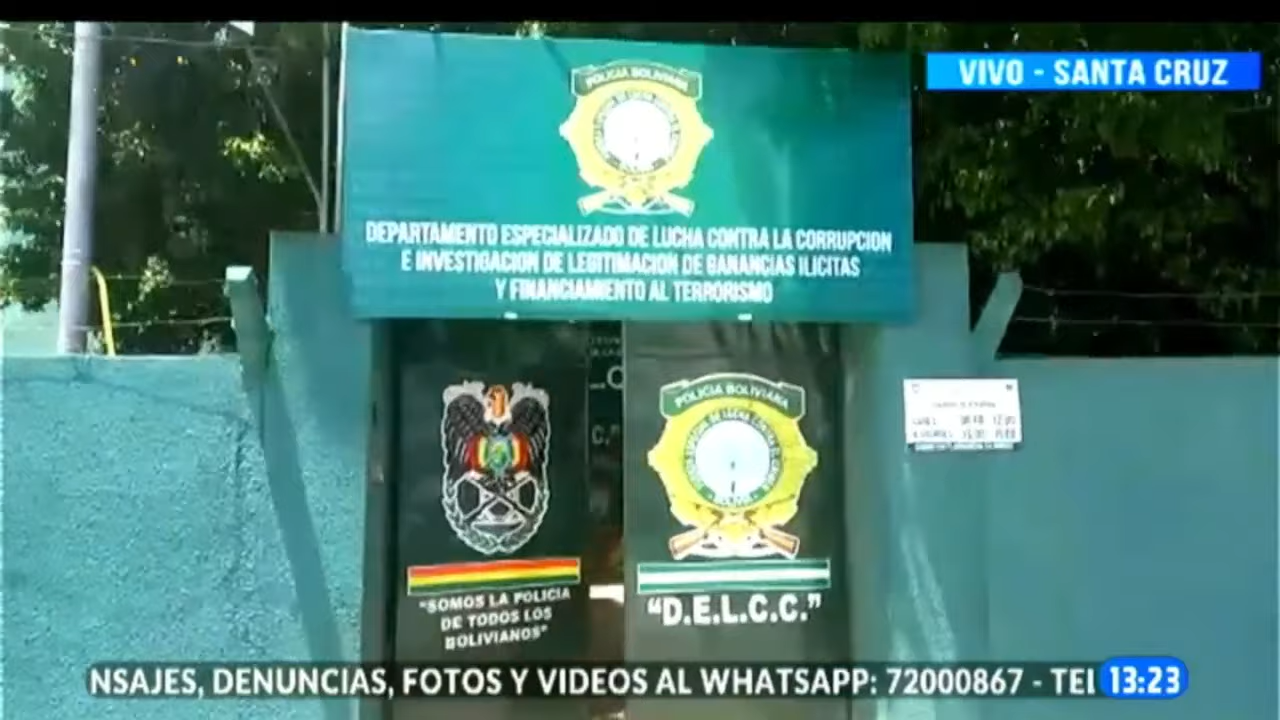 VIVO - SANTA CRUZ
POLICIA BOLIVIANA
DEPARTAMENTO ESPECIALIZADO DE LUCHA CONTRA LA CORRUPCION
E INVESTIGACION DE LEGITIMACION DE GANANCIAS ILICITAS
Y FINANCIAMIENTO AL TERRORISMO
POLICIA BOLIVIANA
"SOMOS LA POLICIA
DE TODOS LOS
BOLIVIANOS"
"D.E.L.C.C."
NSAJES, DENUNCIAS, FOTOS Y VIDEOS AL WHATSAPP: 72000867 - TEL
13:23